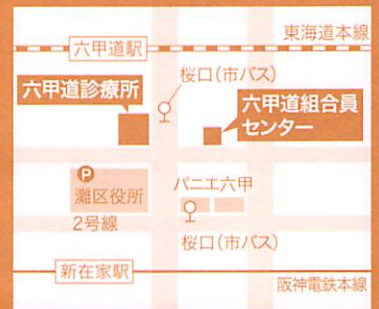 東海道本線
六甲道駅
桜口(市バス)
六甲道診療所
六甲道組合員
センター
P
灘区役所
パニエ六甲
2号線
桜口(市バス)
新在家駅
阪神電鉄本線